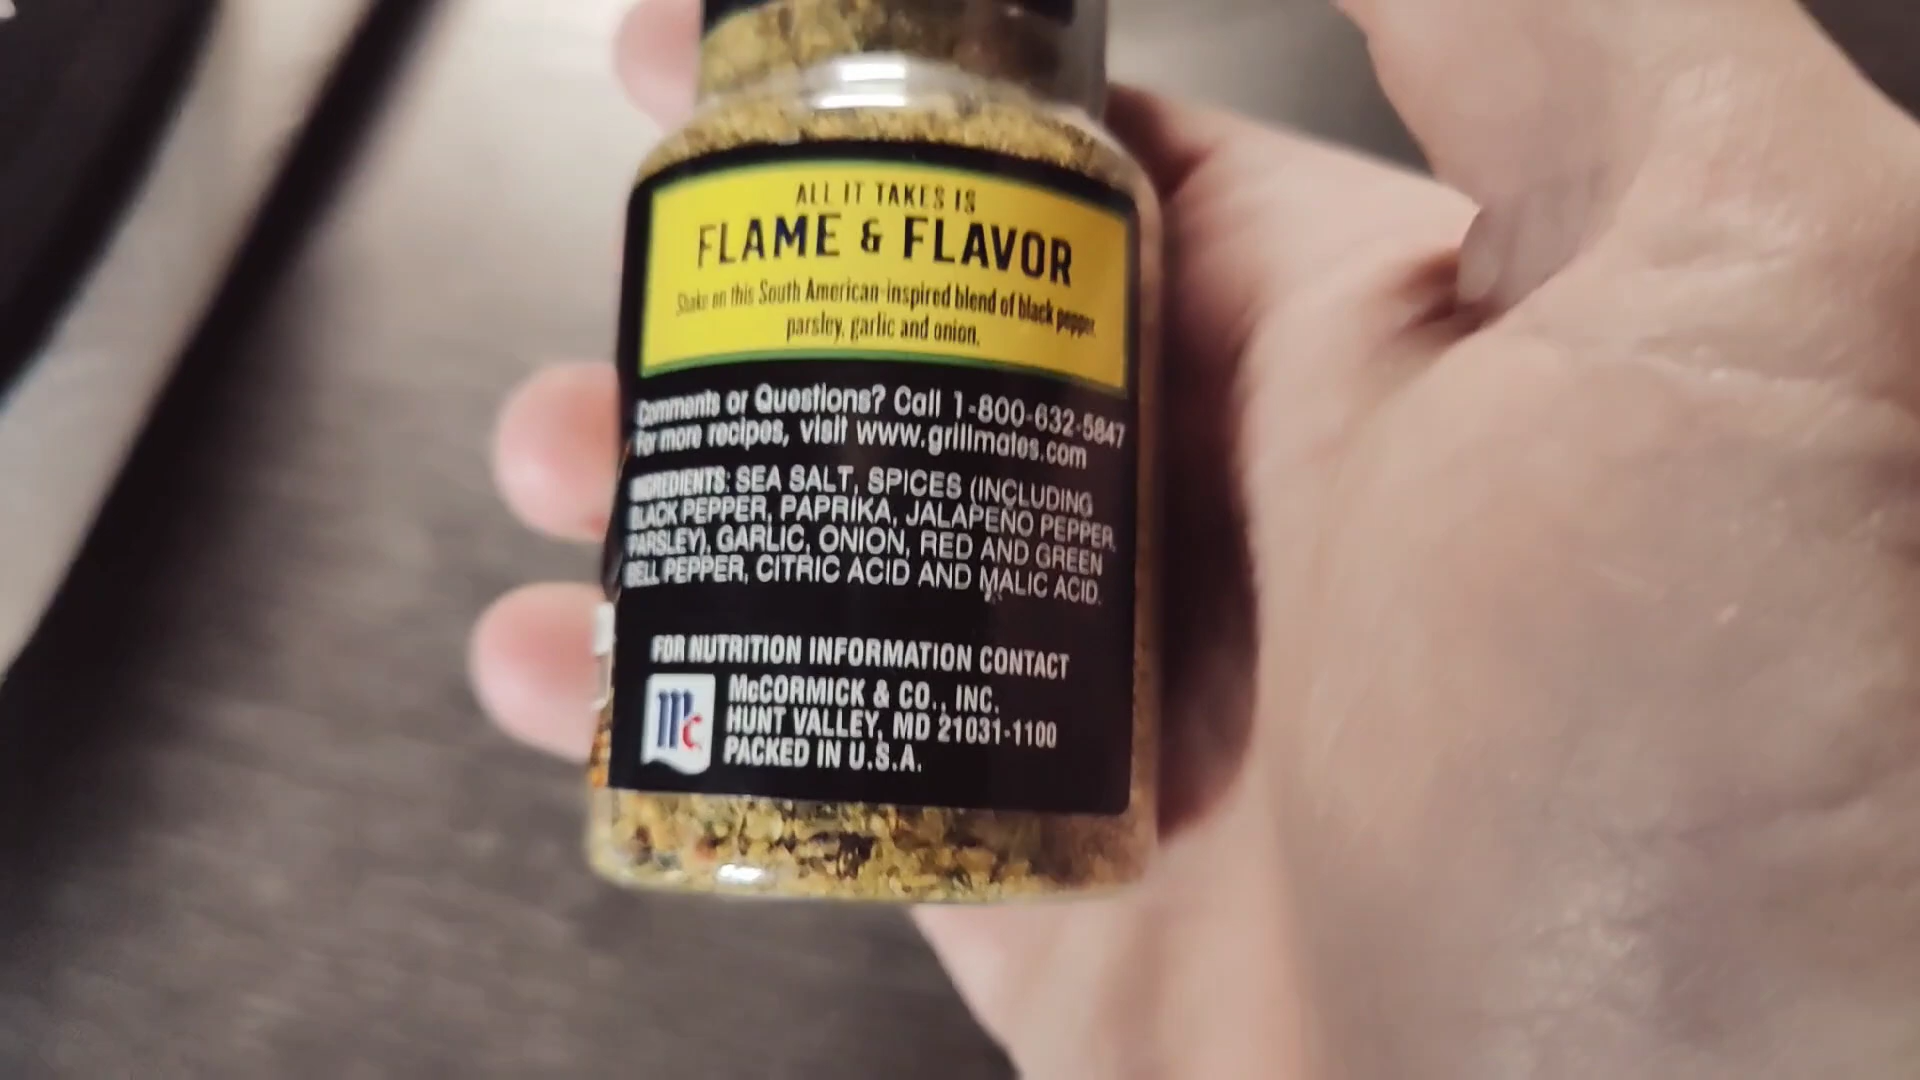 ALL IT TAKES IS
FLAME & FLAVOR
Shake on this South American-inspired blend of black pepper,
parsley, garlic and onion.
Comments or Questions? Call 1-800-632-5847
For more recipes, visit www.grillmates.com
INGREDIENTS: SEA SALT, SPICES (INCLUDING
BLACK PEPPER, PAPRIKA, JALAPEÑO PEPPER,
PARSLEY), GARLIC, ONION, RED AND GREEN
BELL PEPPER, CITRIC ACID AND MALIC ACID.
FOR NUTRITION INFORMATION CONTACT
Mc
McCORMICK & CO., INC.
HUNT VALLEY, MD 21031-1100
PACKED IN U.S.A.